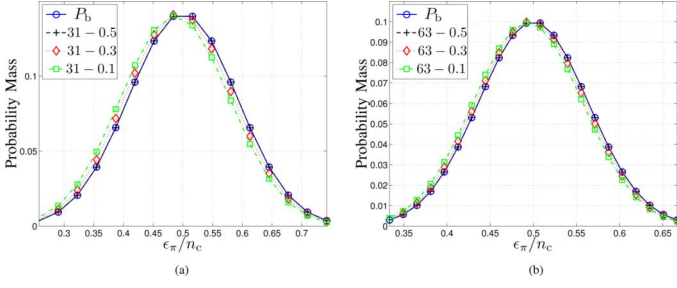 P_b
31 − 0.5
31 − 0.3
31 − 0.1
Probability Mass
0.1
0.05
0
0.3 0.35 0.4 0.45 0.5 0.55 0.6 0.65 0.7
ϵ_π/n_c
(a)
P_b
63 − 0.5
63 − 0.3
63 − 0.1
Probability Mass
0.1
0.09
0.08
0.07
0.06
0.05
0.04
0.03
0.02
0.01
0
0.35 0.4 0.45 0.5 0.55 0.6 0.65
ϵ_π/n_c
(b)